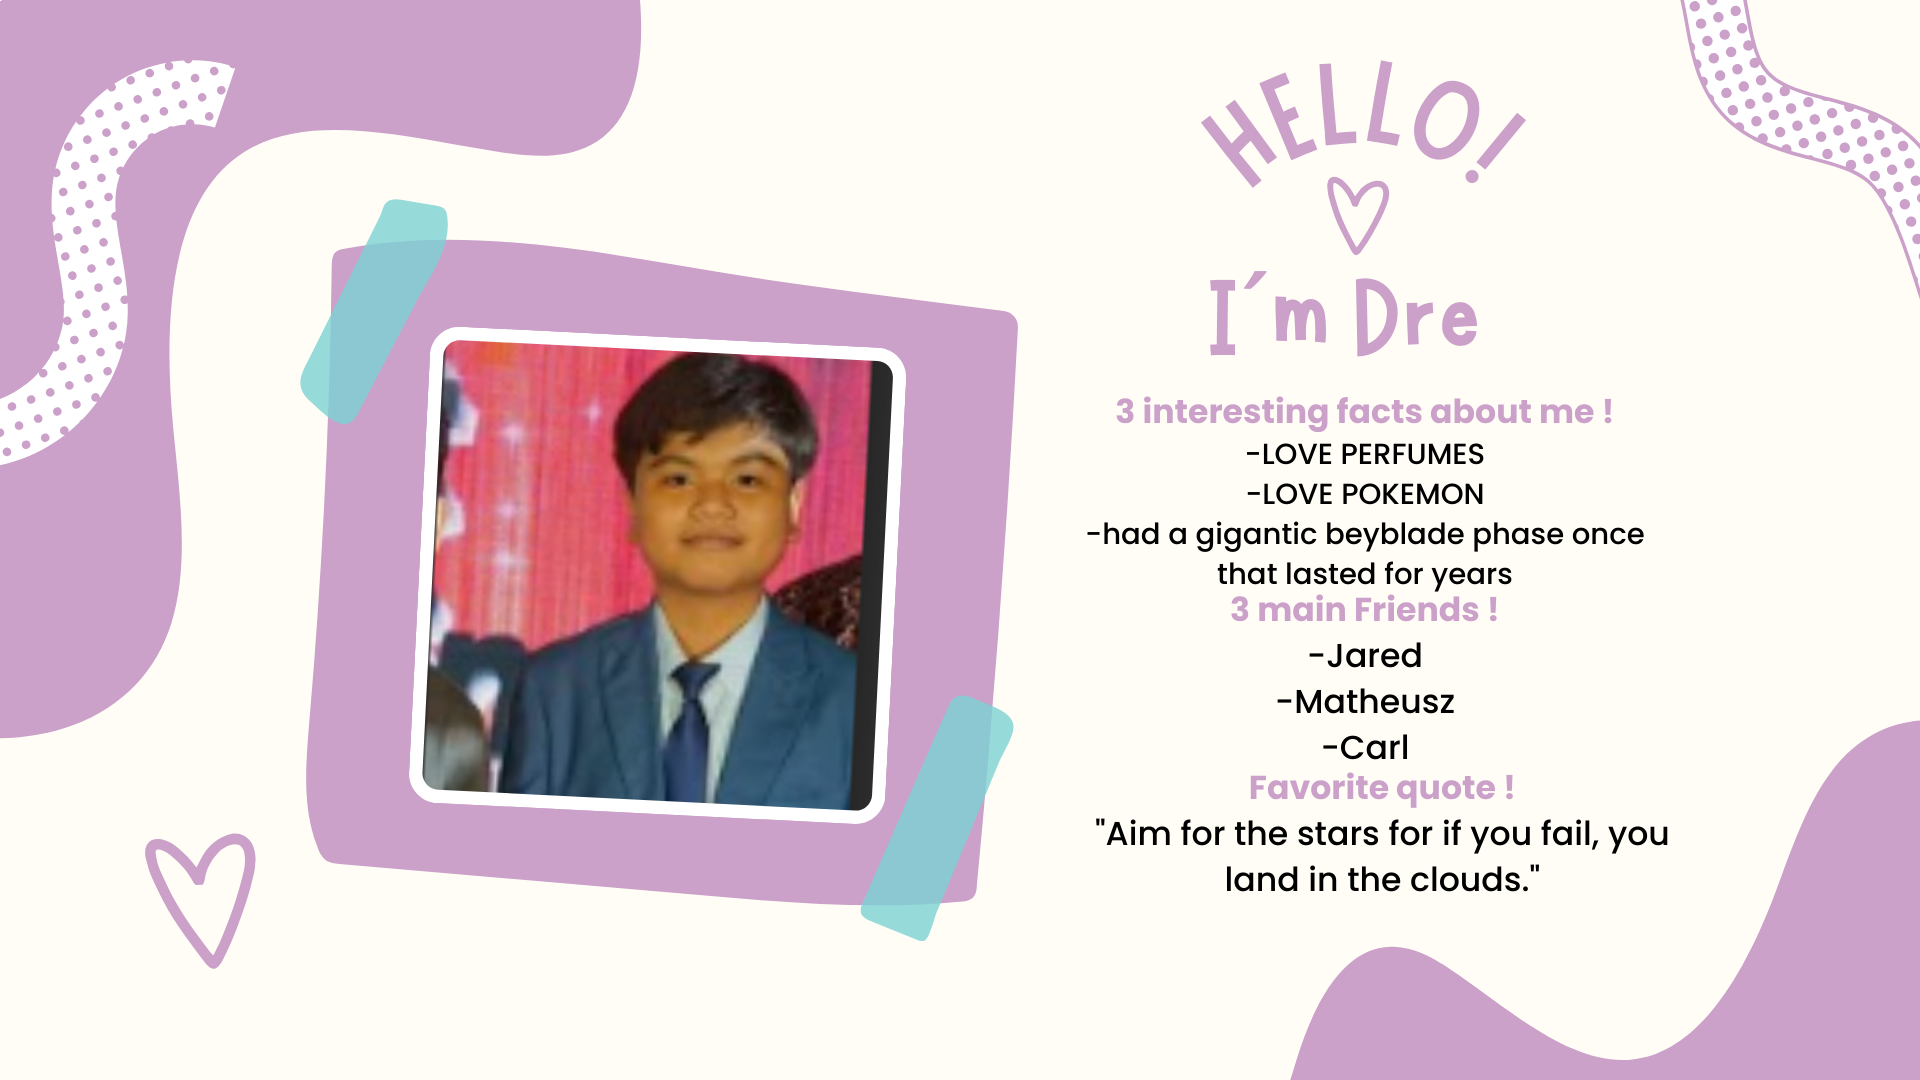 HELLO!
I´m Dre
3 interesting facts about me !
-LOVE PERFUMES
-LOVE POKEMON
-had a gigantic beyblade phase once
that lasted for years
3 main Friends !
-Jared
-Matheusz
-Carl
Favorite quote !
"Aim for the stars for if you fail, you
land in the clouds."